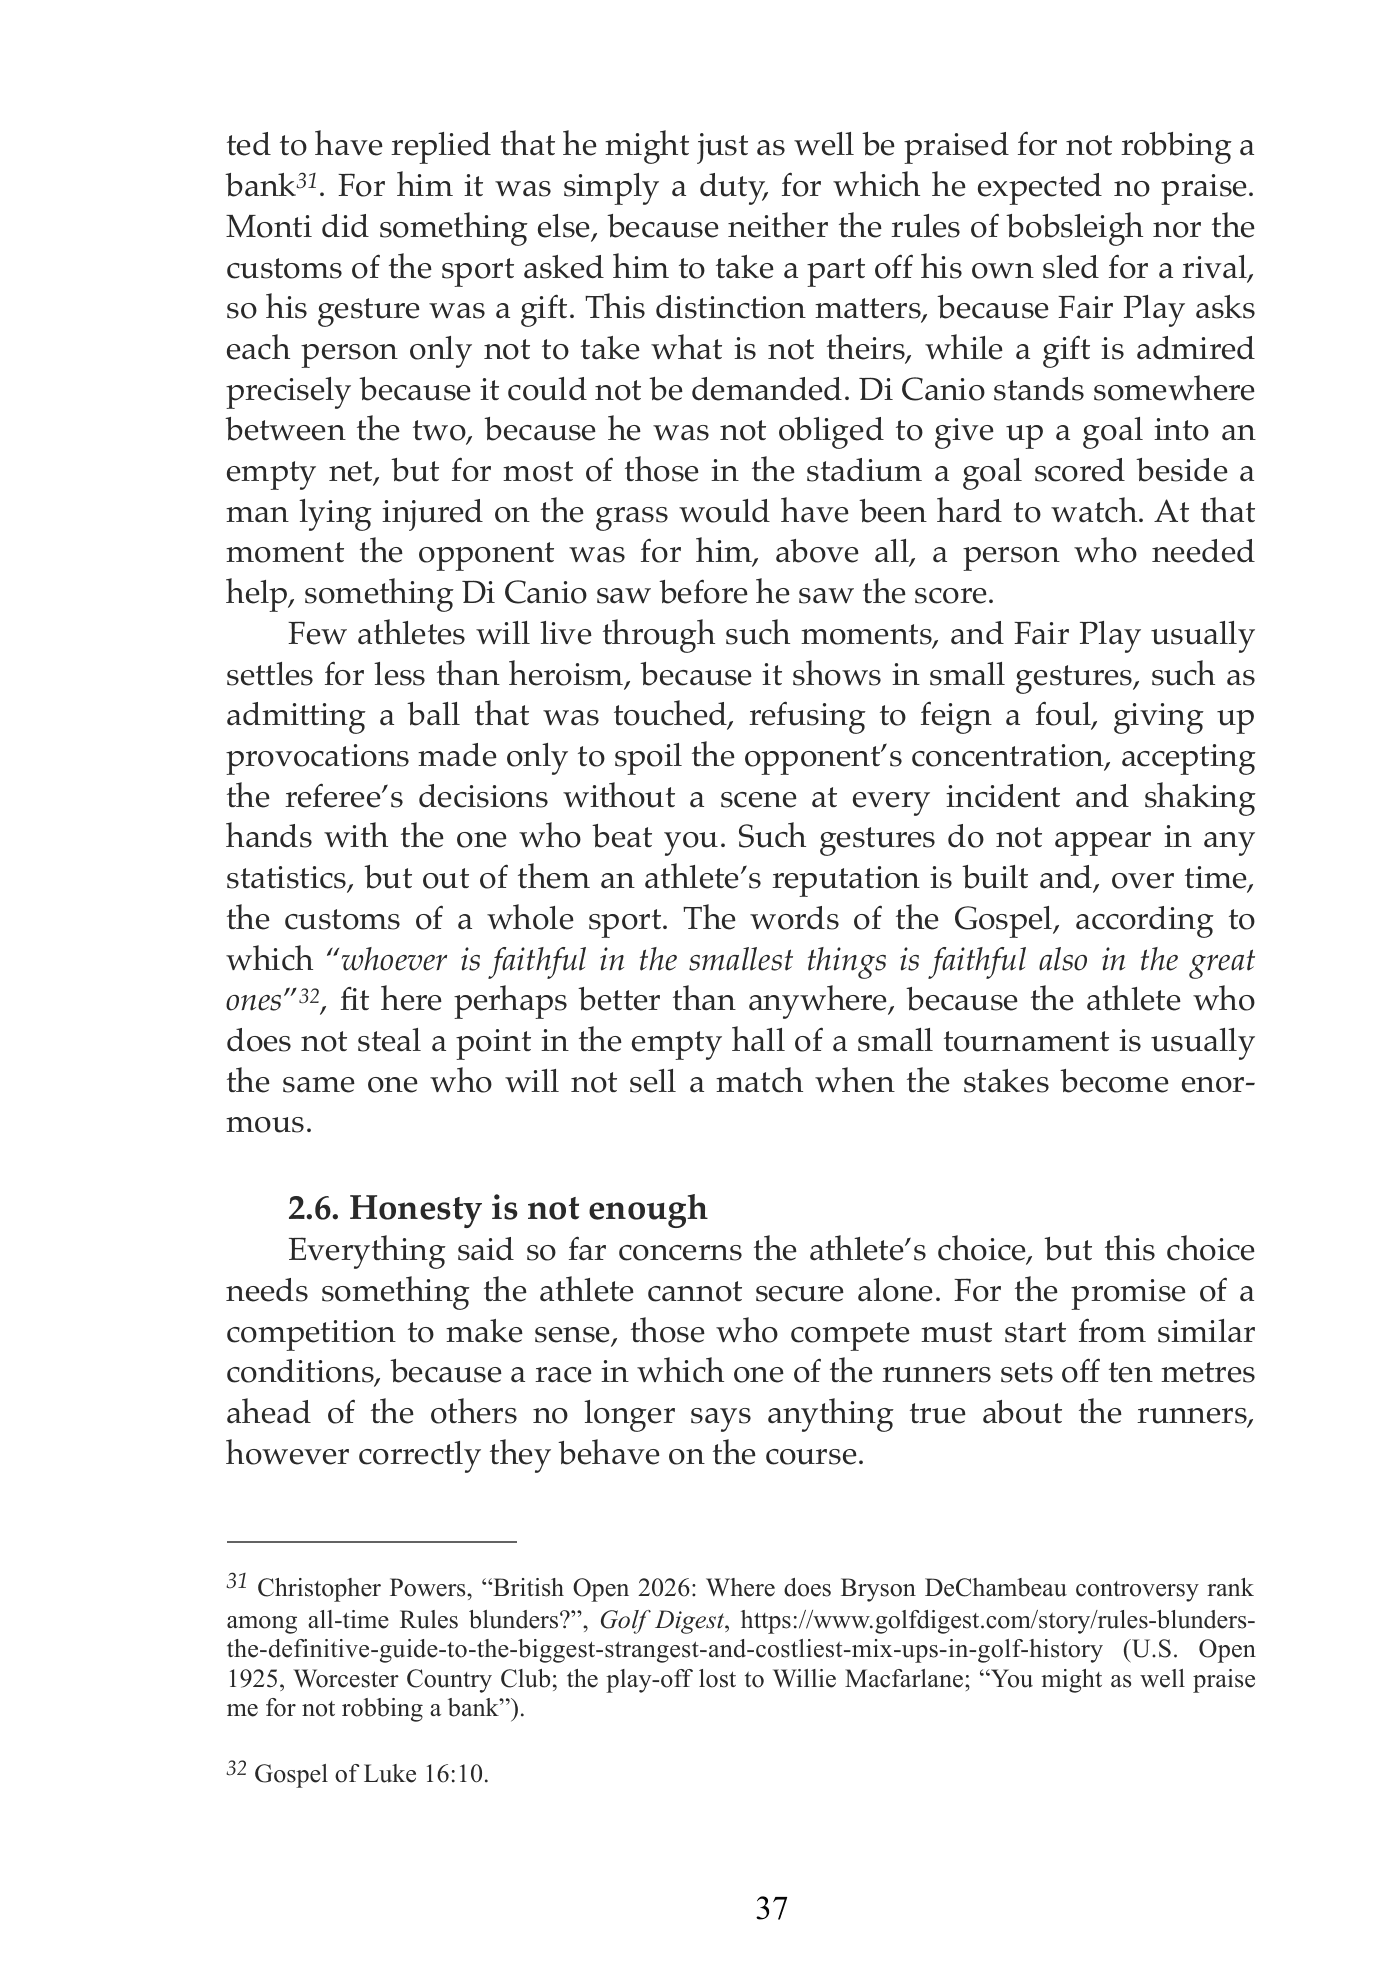 ted to have replied that he might just as well be praised for not robbing a
bank31. For him it was simply a duty, for which he expected no praise.
Monti did something else, because neither the rules of bobsleigh nor the
customs of the sport asked him to take a part off his own sled for a rival,
so his gesture was a gift. This distinction matters, because Fair Play asks
each person only not to take what is not theirs, while a gift is admired
precisely because it could not be demanded. Di Canio stands somewhere
between the two, because he was not obliged to give up a goal into an
empty net, but for most of those in the stadium a goal scored beside a
man lying injured on the grass would have been hard to watch. At that
moment the opponent was for him, above all, a person who needed
help, something Di Canio saw before he saw the score.
Few athletes will live through such moments, and Fair Play usually
settles for less than heroism, because it shows in small gestures, such as
admitting a ball that was touched, refusing to feign a foul, giving up
provocations made only to spoil the opponent’s concentration, accepting
the referee’s decisions without a scene at every incident and shaking
hands with the one who beat you. Such gestures do not appear in any
statistics, but out of them an athlete’s reputation is built and, over time,
the customs of a whole sport. The words of the Gospel, according to
which “whoever is faithful in the smallest things is faithful also in the great
ones”32, fit here perhaps better than anywhere, because the athlete who
does not steal a point in the empty hall of a small tournament is usually
the same one who will not sell a match when the stakes become enor-
mous.
2.6. Honesty is not enough
Everything said so far concerns the athlete’s choice, but this choice
needs something the athlete cannot secure alone. For the promise of a
competition to make sense, those who compete must start from similar
conditions, because a race in which one of the runners sets off ten metres
ahead of the others no longer says anything true about the runners,
however correctly they behave on the course.
31 Christopher Powers, “British Open 2026: Where does Bryson DeChambeau controversy rank
among all-time Rules blunders?”, Golf Digest, https://www.golfdigest.com/story/rules-blunders-
the-definitive-guide-to-the-biggest-strangest-and-costliest-mix-ups-in-golf-history (U.S. Open
1925, Worcester Country Club; the play-off lost to Willie Macfarlane; “You might as well praise
me for not robbing a bank”).
32 Gospel of Luke 16:10.
37